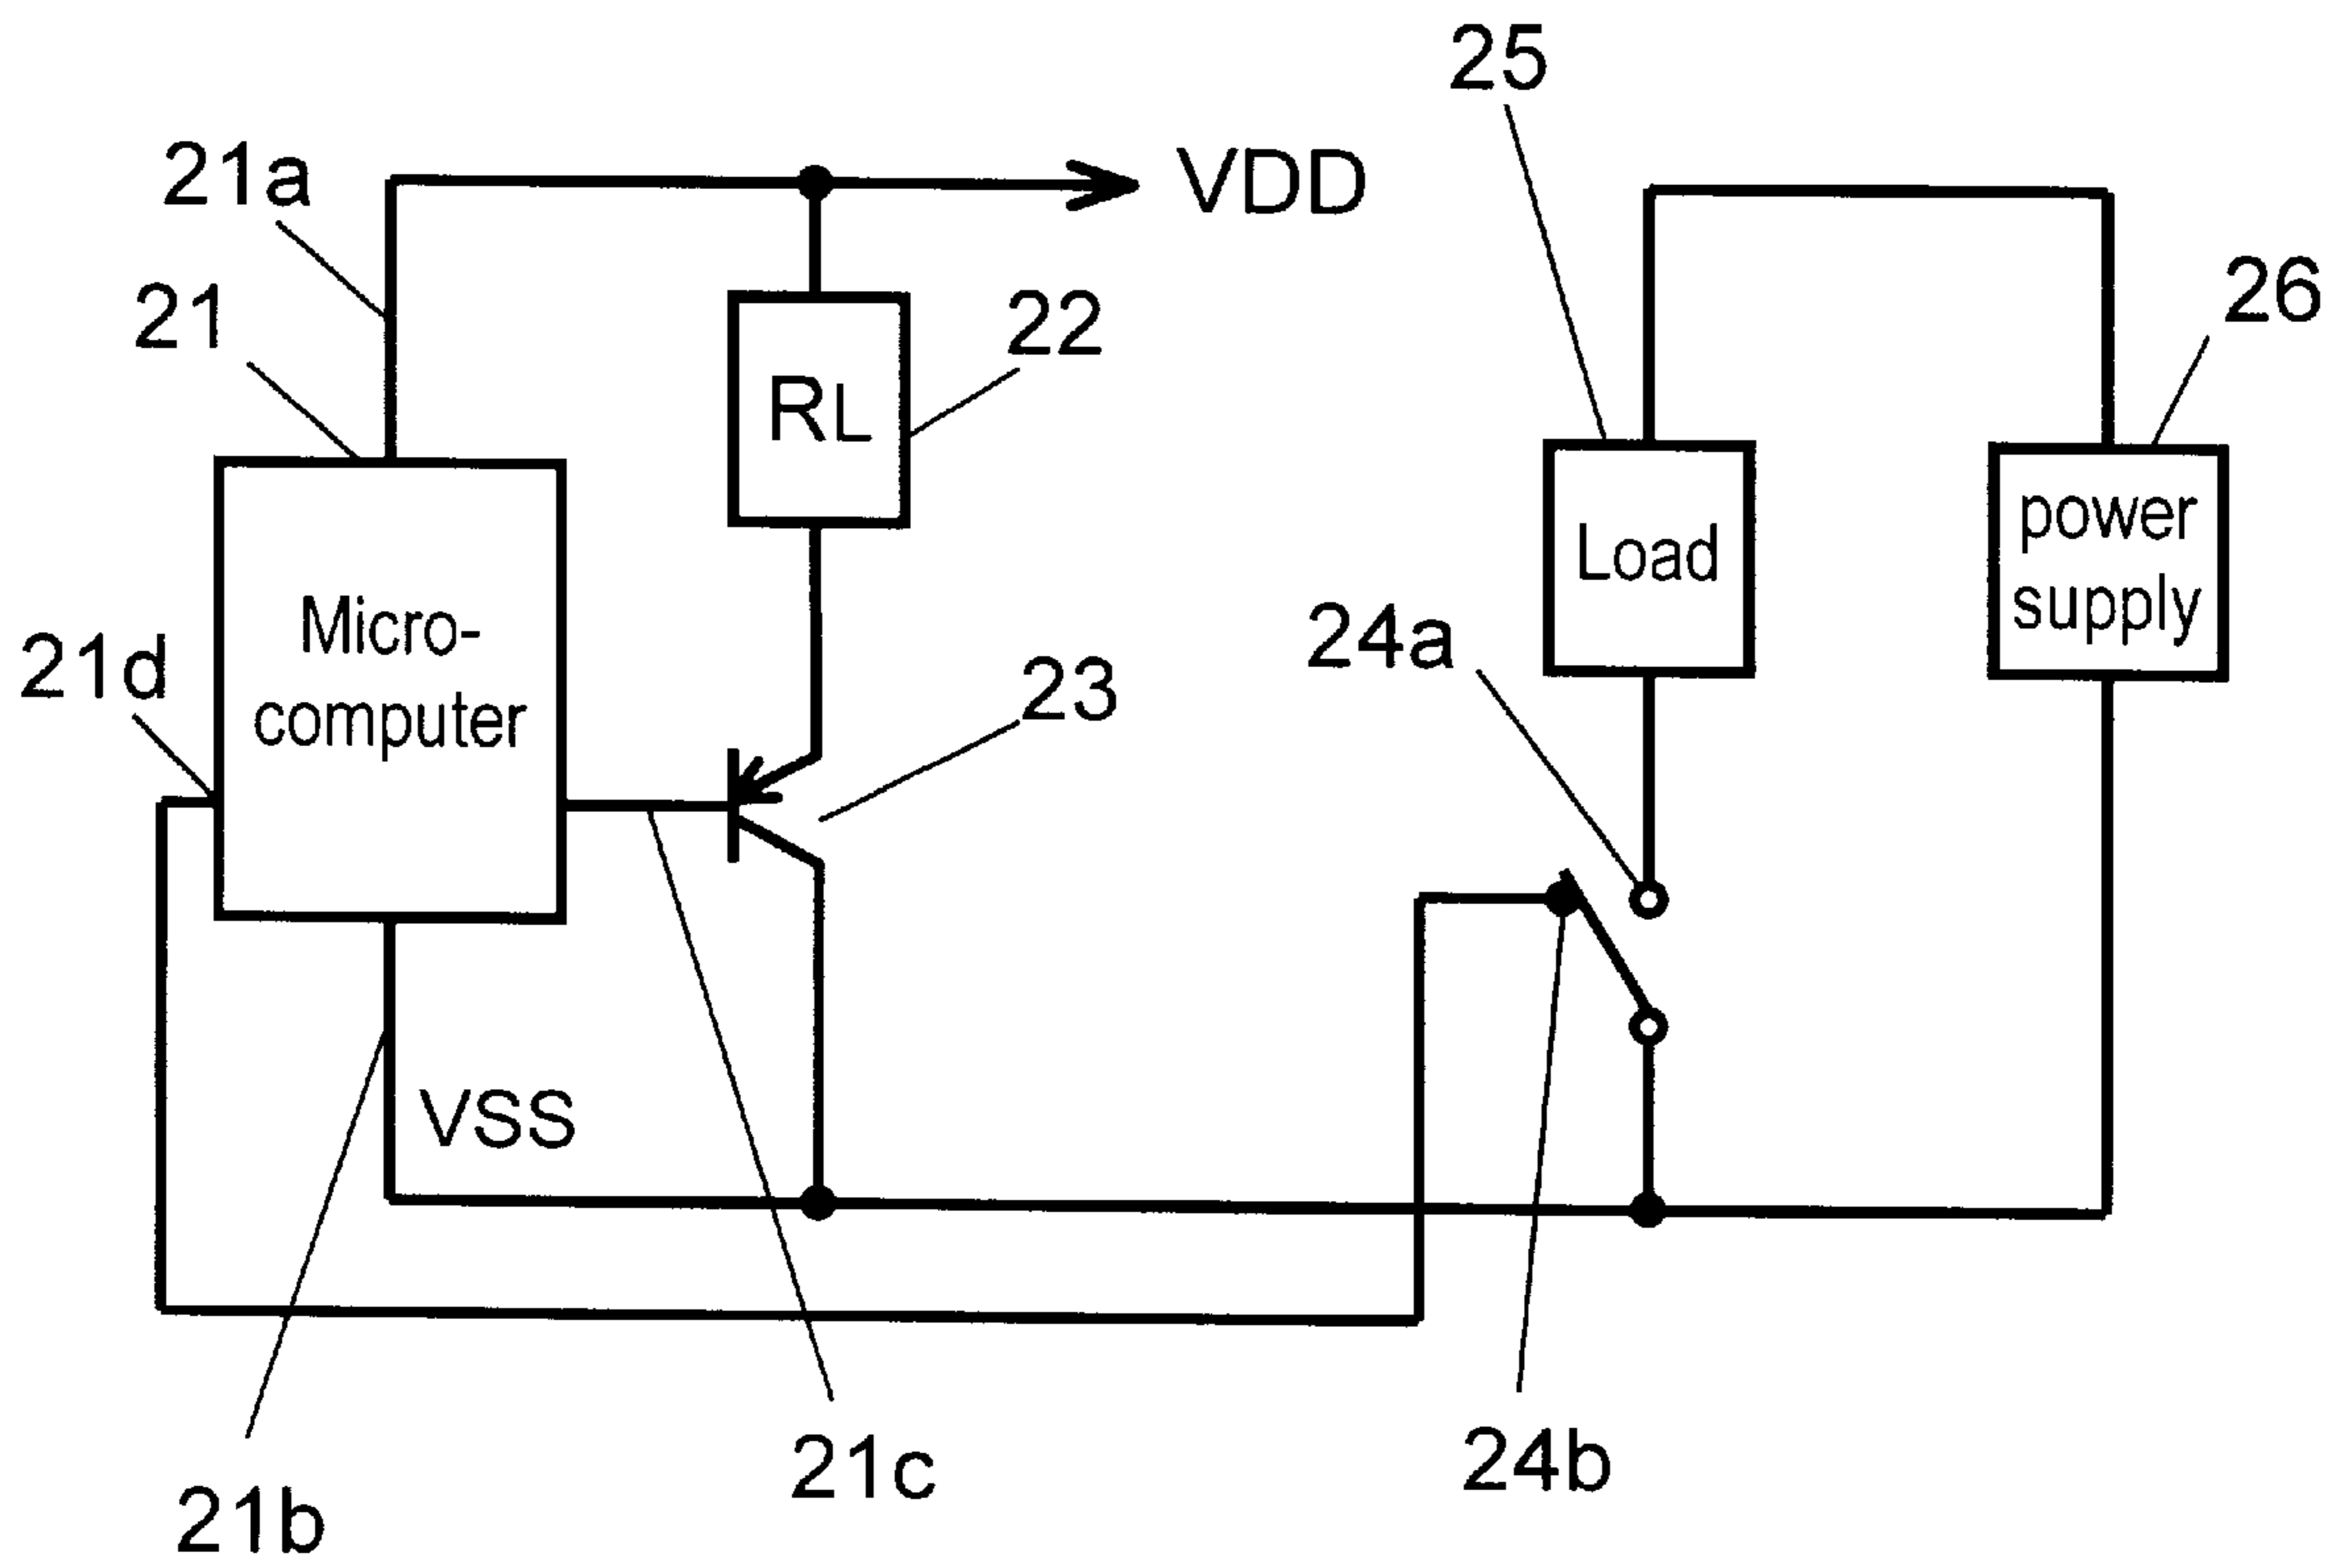 25
21a
VDD
21
22
26
RL
Load
power
supply
Micro-
computer
21d
24a
23
VSS
21c
24b
21b